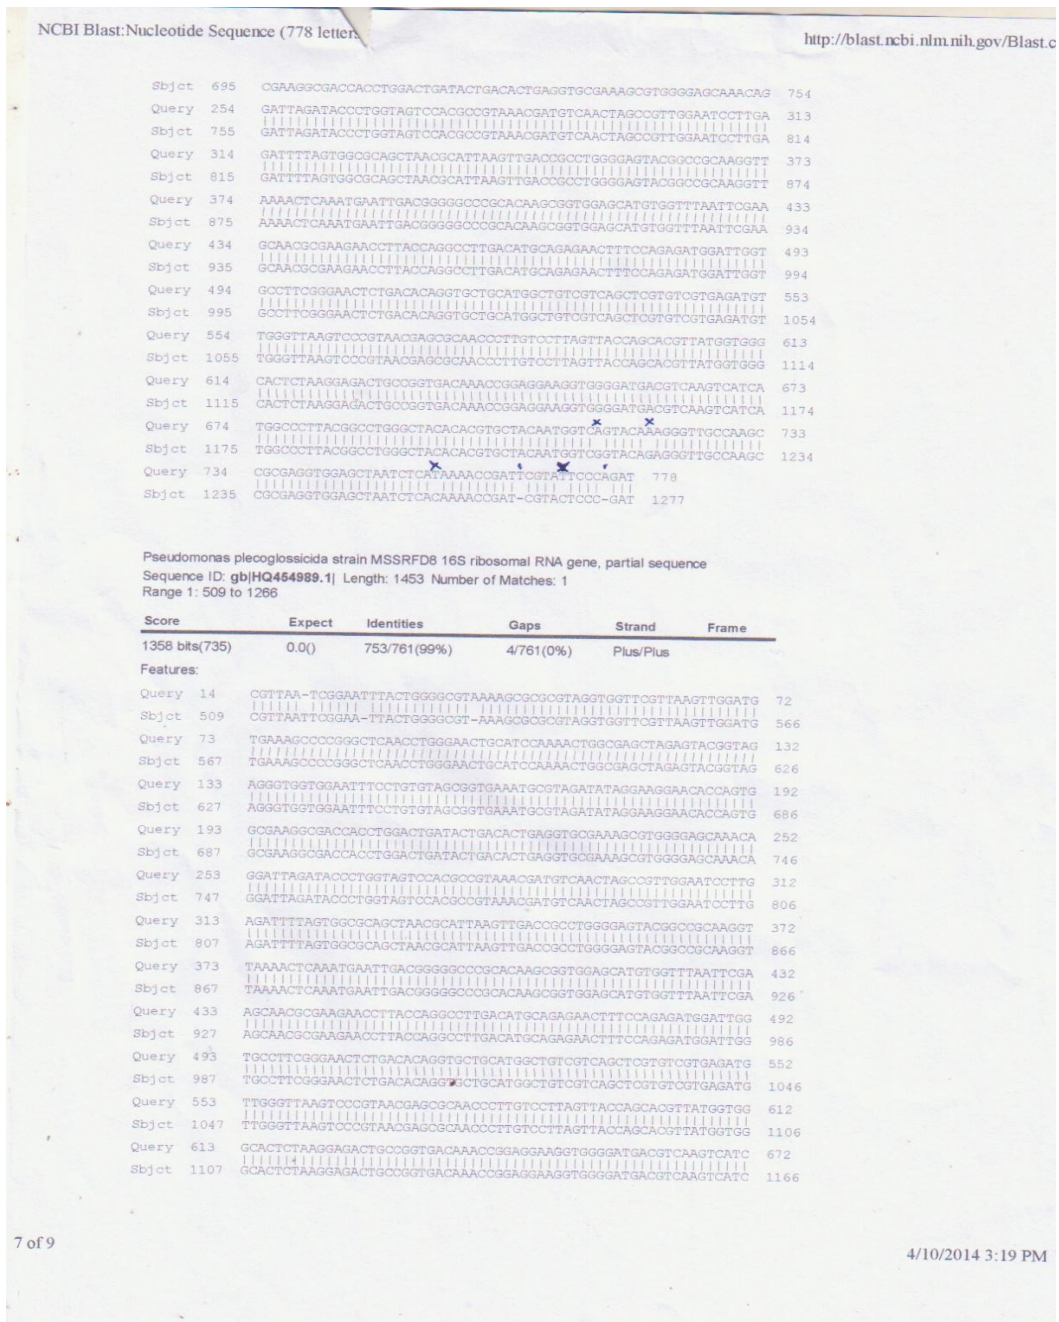 NCBI Blast:Nucleotide Sequence (778 letters
http://blast.ncbi.nlm.nih.gov/Blast.c
Sbjct 695 CGAAGGCGACCACCTGGACTGATACTGACACTGAGGTGCGAAAGCGTGGGGAGCAAACAG 754
Query 254 GATTAGATACCCTGGTAGTCCACGCCGTAAACGATGTCAACTAGCCGTTGGAATCCTTGA 313
Sbjct 755 GATTAGATACCCTGGTAGTCCACGCCGTAAACGATGTCAACTAGCCGTTGGAATCCTTGA 814
Query 314 GATTTTAGTGGCGCAGCTAACGCATTAAGTTGACCGCCTGGGGAGTACGGCCGCAAGGTT 373
Sbjct 815 GATTTTAGTGGCGCAGCTAACGCATTAAGTTGACCGCCTGGGGAGTACGGCCGCAAGGTT 874
Query 374 AAAACTCAAATGAATTGACGGGGGCCCGCACAAGCGGTGGAGCATGTGGTTTAATTCGAA 433
Sbjct 875 AAAACTCAAATGAATTGACGGGGGCCCGCACAAGCGGTGGAGCATGTGGTTTAATTCGAA 934
Query 434 GCAACGCGAAGAACCTTACCAGGCCTTGACATGCAGAGAACTTTCCAGAGATGGATTGGT 493
Sbjct 935 GCAACGCGAAGAACCTTACCAGGCCTTGACATGCAGAGAACTTTCCAGAGATGGATTGGT 994
Query 494 GCCTTCGGGAACTCTGACACAGGTGCTGCATGGCTGTCGTCAGCTCGTGTCGTGAGATGT 553
Sbjct 995 GCCTTCGGGAACTCTGACACAGGTGCTGCATGGCTGTCGTCAGCTCGTGTCGTGAGATGT 1054
Query 554 TGGGTTAAGTCCCGTAACGAGCGCAACCCTTGTCCTTAGTTACCAGCACGTTATGGTGGG 613
Sbjct 1055 TGGGTTAAGTCCCGTAACGAGCGCAACCCTTGTCCTTAGTTACCAGCACGTTATGGTGGG 1114
Query 614 CACTCTAAGGAGACTGCCGGTGACAAACCGGAGGAAGGTGGGGATGACGTCAAGTCATCA 673
Sbjct 1115 CACTCTAAGGAGACTGCCGGTGACAAACCGGAGGAAGGTGGGGATGACGTCAAGTCATCA 1174
Query 674 TGGCCCTTACGGCCTGGGCTACACACGTGCTACAATGGTCAGTACAAAGGGTTGCCAAGC 733
Sbjct 1175 TGGCCCTTACGGCCTGGGCTACACACGTGCTACAATGGTCGGTACAGAGGGTTGCCAAGC 1234
Query 734 CGCGAGGTGGAGCTAATCTCATAAAACCGATTCGTATTCCCAGAT 778
Sbjct 1235 CGCGAGGTGGAGCTAATCTCACAAAACCGAT-CGTACTCCC-GAT 1277
Pseudomonas plecoglossicida strain MSSRFD8 16S ribosomal RNA gene, partial sequence
Sequence ID: gb|HQ454989.1| Length: 1453 Number of Matches: 1
Range 1: 509 to 1266
Score Expect Identities Gaps Strand Frame
1358 bits(735) 0.0() 753/761(99%) 4/761(0%) Plus/Plus
Features:
Query 14 CGTTAA-TCGGAATTTACTGGGGCGTAAAAGCGCGCGTAGGTGGTTCGTTAAGTTGGATG 72
Sbjct 509 CGTTAATTCGGAA-TTACTGGGGCGT-AAAGCGCGCGTAGGTGGTTCGTTAAGTTGGATG 566
Query 73 TGAAAGCCCCGGGCTCAACCTGGGAACTGCATCCAAAACTGGCGAGCTAGAGTACGGTAG 132
Sbjct 567 TGAAAGCCCCGGGCTCAACCTGGGAACTGCATCCAAAACTGGCGAGCTAGAGTACGGTAG 626
Query 133 AGGGTGGTGGAATTTCCTGTGTAGCGGTGAAATGCGTAGATATAGGAAGGAACACCAGTG 192
Sbjct 627 AGGGTGGTGGAATTTCCTGTGTAGCGGTGAAATGCGTAGATATAGGAAGGAACACCAGTG 686
Query 193 GCGAAGGCGACCACCTGGACTGATACTGACACTGAGGTGCGAAAGCGTGGGGAGCAAACA 252
Sbjct 687 GCGAAGGCGACCACCTGGACTGATACTGACACTGAGGTGCGAAAGCGTGGGGAGCAAACA 746
Query 253 GGATTAGATACCCTGGTAGTCCACGCCGTAAACGATGTCAACTAGCCGTTGGAATCCTTG 312
Sbjct 747 GGATTAGATACCCTGGTAGTCCACGCCGTAAACGATGTCAACTAGCCGTTGGAATCCTTG 806
Query 313 AGATTTTAGTGGCGCAGCTAACGCATTAAGTTGACCGCCTGGGGAGTACGGCCGCAAGGT 372
Sbjct 807 AGATTTTAGTGGCGCAGCTAACGCATTAAGTTGACCGCCTGGGGAGTACGGCCGCAAGGT 866
Query 373 TAAAACTCAAATGAATTGACGGGGGCCCGCACAAGCGGTGGAGCATGTGGTTTAATTCGA 432
Sbjct 867 TAAAACTCAAATGAATTGACGGGGGCCCGCACAAGCGGTGGAGCATGTGGTTTAATTCGA 926
Query 433 AGCAACGCGAAGAACCTTACCAGGCCTTGACATGCAGAGAACTTTCCAGAGATGGATTGG 492
Sbjct 927 AGCAACGCGAAGAACCTTACCAGGCCTTGACATGCAGAGAACTTTCCAGAGATGGATTGG 986
Query 493 TGCCTTCGGGAACTCTGACACAGGTGCTGCATGGCTGTCGTCAGCTCGTGTCGTGAGATG 552
Sbjct 987 TGCCTTCGGGAACTCTGACACAGGTGCTGCATGGCTGTCGTCAGCTCGTGTCGTGAGATG 1046
Query 553 TTGGGTTAAGTCCCGTAACGAGCGCAACCCTTGTCCTTAGTTACCAGCACGTTATGGTGG 612
Sbjct 1047 TTGGGTTAAGTCCCGTAACGAGCGCAACCCTTGTCCTTAGTTACCAGCACGTTATGGTGG 1106
Query 613 GCACTCTAAGGAGACTGCCGGTGACAAACCGGAGGAAGGTGGGGATGACGTCAAGTCATC 672
Sbjct 1107 GCACTCTAAGGAGACTGCCGGTGACAAACCGGAGGAAGGTGGGGATGACGTCAAGTCATC 1166
7 of 9
4/10/2014 3:19 PM